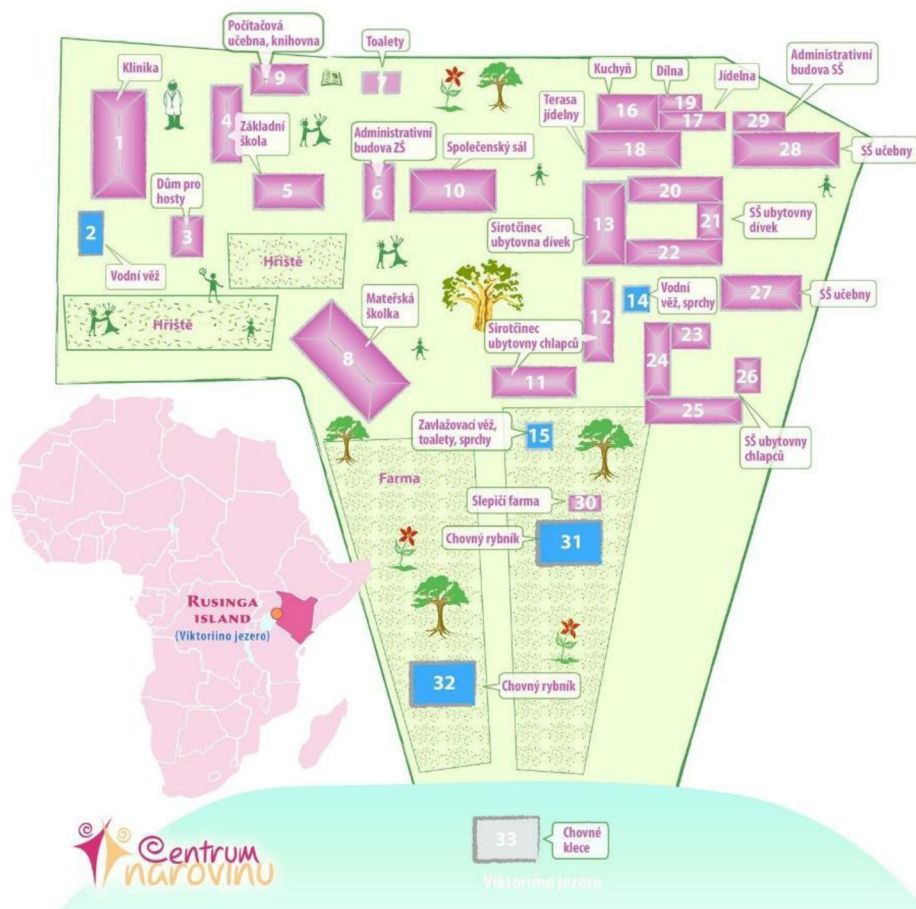 Počítačová
učebna, knihovna
Toalety
Klinika
9
7
Kuchyň
Dílna
Jídelna
Administrativní
budova SŠ
1
4
Základní
škola
Administrativní
budova ZŠ
Společenský sál
Terasa
jídelny
16
19
17
29
18
28
SŠ učebny
5
6
10
Dům pro
hosty
2
3
Vodní věž
Hřiště
Hřiště
Sirotčinec
ubytovna dívek
13
20
21
22
SŠ ubytovny
dívek
Mateřská
školka
8
Sirotčinec
ubytovny chlapců
12
14
Vodní
věž, sprchy
27
SŠ učebny
11
23
24
25
26
SŠ ubytovny
chlapců
Zavlažovací věž,
toalety, sprchy
15
Farma
Slepičí farma
30
Chovný rybník
31
Rusinga
island
(Viktoriino jezero)
32
Chovný rybník
33
Chovné
klece
Viktoriino jezero
Centrum
narovinu